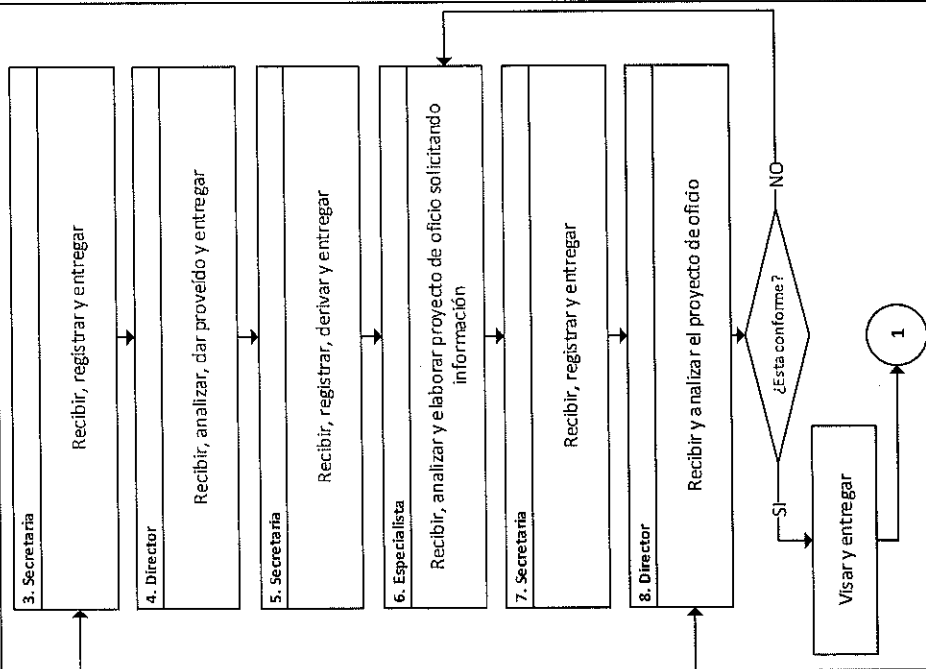 3. Secretaria
Recibir, registrar y entregar
4. Director
Recibir, analizar, dar proveído y entregar
5. Secretaria
Recibir, registrar, derivar y entregar
6. Especialista
Recibir, analizar y elaborar proyecto de oficio solicitando
información
7. Secretaria
Recibir, registrar y entregar
8. Director
Recibir y analizar el proyecto de oficio
¿Esta conforme?
NO
SI
Visar y entregar
1